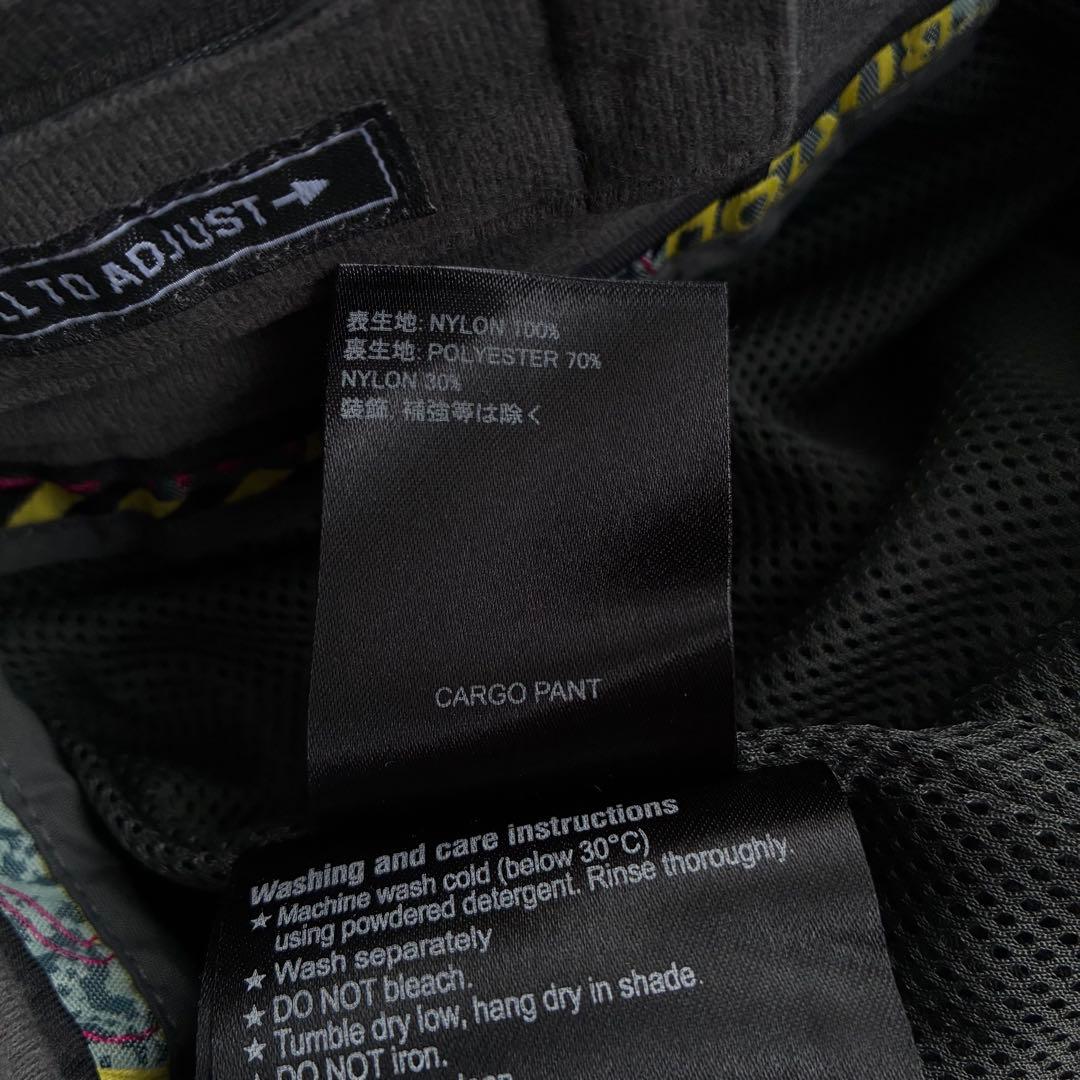 TO ADJUST
BURTON
表生地: NYLON 100%
裏生地: POLYESTER 70%
NYLON 30%
装飾, 補強等は除く
CARGO PANT
Washing and care instructions
★ Machine wash cold (below 30°C)
using powdered detergent. Rinse thoroughly.
★ Wash separately
★ DO NOT bleach.
★ Tumble dry low, hang dry in shade.
★ DO NOT iron.